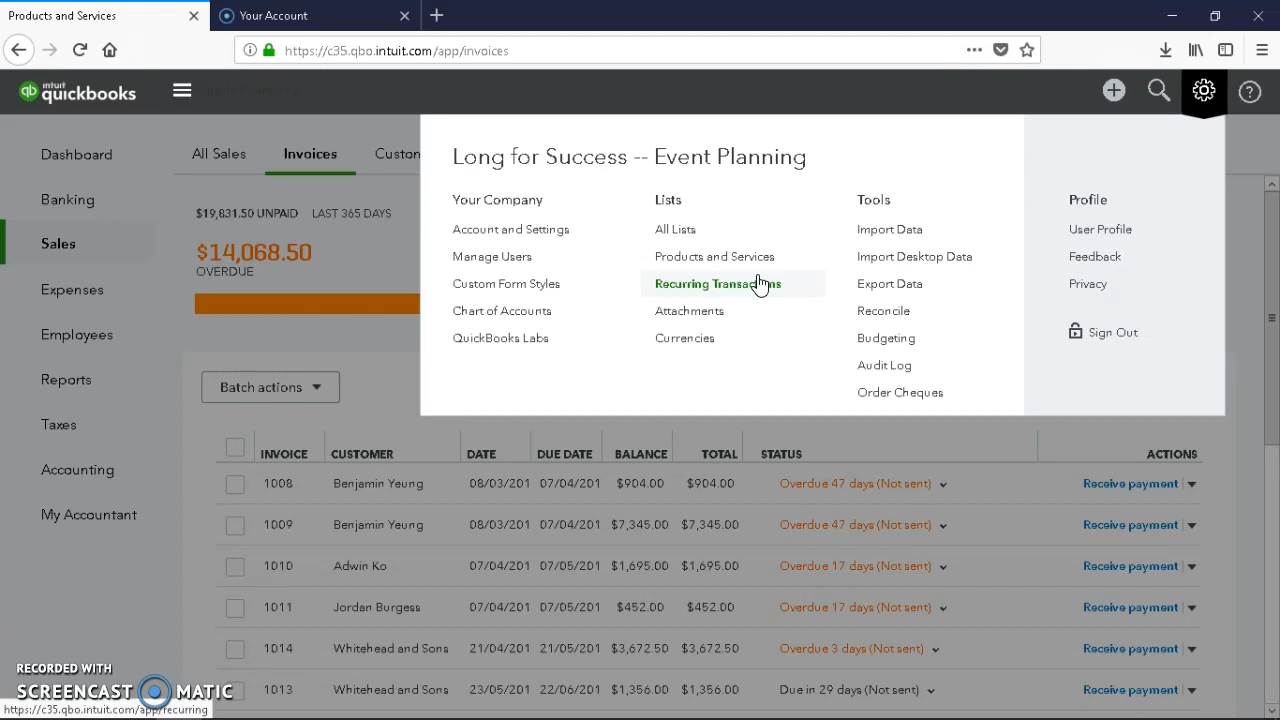 Products and Services
Your Account
https://c35.qbo.intuit.com/app/invoices
intuit
quickbooks
Long for Success -- Event Planning
Your Company
Account and Settings
Manage Users
Custom Form Styles
Chart of Accounts
QuickBooks Labs
Lists
All Lists
Products and Services
Recurring Transactions
Attachments
Currencies
Tools
Import Data
Import Desktop Data
Export Data
Reconcile
Budgeting
Audit Log
Order Cheques
Profile
User Profile
Feedback
Privacy
Sign Out
Dashboard
Banking
Sales
Expenses
Employees
Reports
Taxes
Accounting
My Accountant
All Sales Invoices Custon
$19,831.50 UNPAID LAST 365 DAYS
$14,068.50
OVERDUE
Batch actions
INVOICE CUSTOMER DATE DUE DATE BALANCE TOTAL STATUS ACTIONS
1008 Benjamin Yeung 08/03/201 07/04/201 $904.00 $904.00 Overdue 47 days (Not sent) Receive payment
1009 Benjamin Yeung 08/03/201 07/04/201 $7,345.00 $7,345.00 Overdue 47 days (Not sent) Receive payment
1010 Adwin Ko 07/04/201 07/05/201 $1,695.00 $1,695.00 Overdue 17 days (Not sent) Receive payment
1011 Jordan Burgess 07/04/201 07/05/201 $452.00 $452.00 Overdue 17 days (Not sent) Receive payment
1014 Whitehead and Sons 21/04/201 21/05/201 $3,672.50 $3,672.50 Overdue 3 days (Not sent) Receive payment
1013 Whitehead and Sons 23/05/201 22/06/201 $1,356.00 $1,356.00 Due in 29 days (Not sent) Receive payment
RECORDED WITH
SCREENCAST MATIC
https://c35.qbo.intuit.com/app/recurring